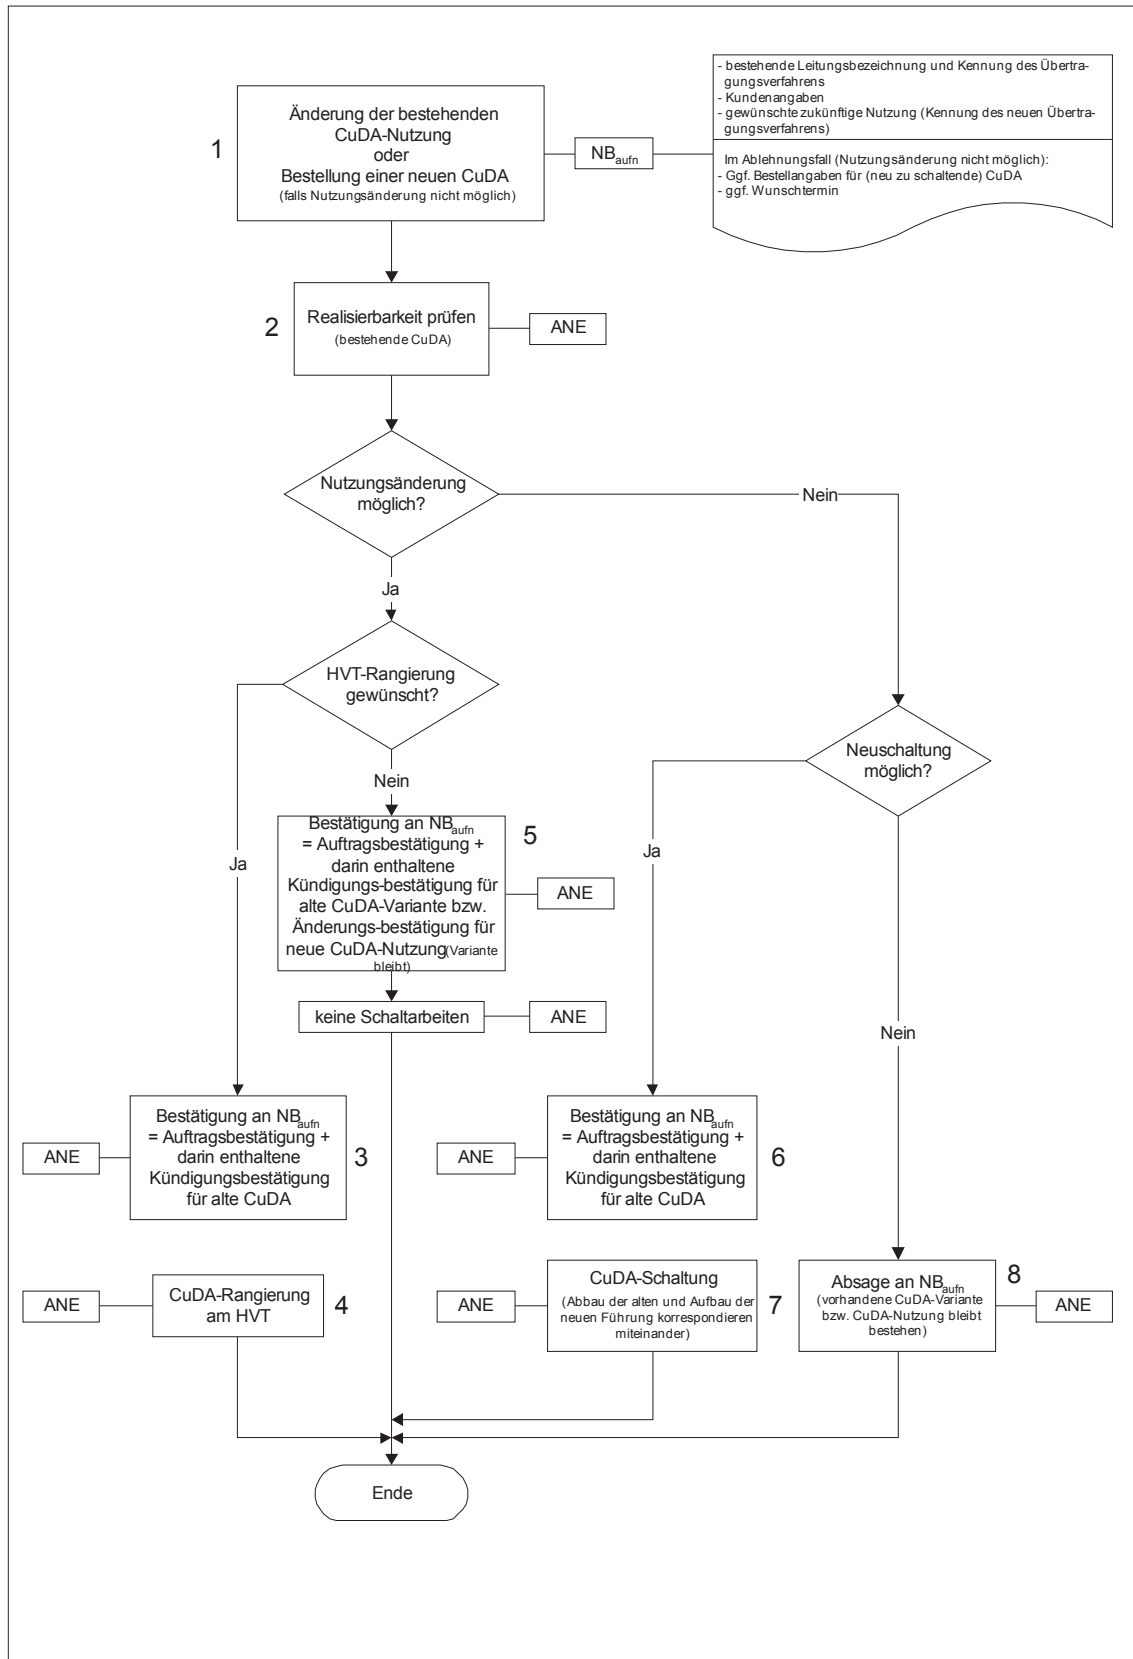 - bestehende Leitungsbezeichnung und Kennung des Übertra-
gungsverfahrens
- Kundenangaben
- gewünschte zukünftige Nutzung (Kennung des neuen Übertra-
gungsverfahrens)
Im Ablehnungsfall (Nutzungsänderung nicht möglich):
- Ggf. Bestellangaben für (neu zu schaltende) CuDA
- ggf. Wunschtermin
1
Änderung der bestehenden
CuDA-Nutzung
oder
Bestellung einer neuen CuDA
(falls Nutzungsänderung nicht möglich)
NBaufn
2
Realisierbarkeit prüfen
(bestehende CuDA)
ANE
Nutzungsänderung
möglich?
Nein
Ja
HVT-Rangierung
gewünscht?
Neuschaltung
möglich?
Nein
Ja
Bestätigung an NBaufn
= Auftragsbestätigung +
darin enthaltene
Kündigungs-bestätigung für
alte CuDA-Variante bzw.
Änderungs-bestätigung für
neue CuDA-Nutzung(Variante
bleibt)
5
ANE
Ja
keine Schaltarbeiten
ANE
Nein
ANE
Bestätigung an NBaufn
= Auftragsbestätigung +
darin enthaltene
Kündigungsbestätigung
für alte CuDA
3
ANE
Bestätigung an NBaufn
= Auftragsbestätigung +
darin enthaltene
Kündigungsbestätigung
für alte CuDA
6
ANE
CuDA-Rangierung
am HVT
4
ANE
CuDA-Schaltung
(Abbau der alten und Aufbau der
neuen Führung korrespondieren
miteinander)
7
Absage an NBaufn
(vorhandene CuDA-Variante
bzw. CuDA-Nutzung bleibt
bestehen)
8
ANE
Ende